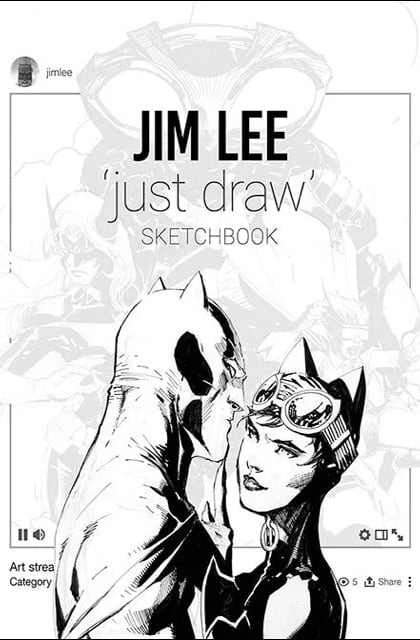 jimlee
JIM LEE
'just draw'
SKETCHBOOK
Art strea
Category
5 Share